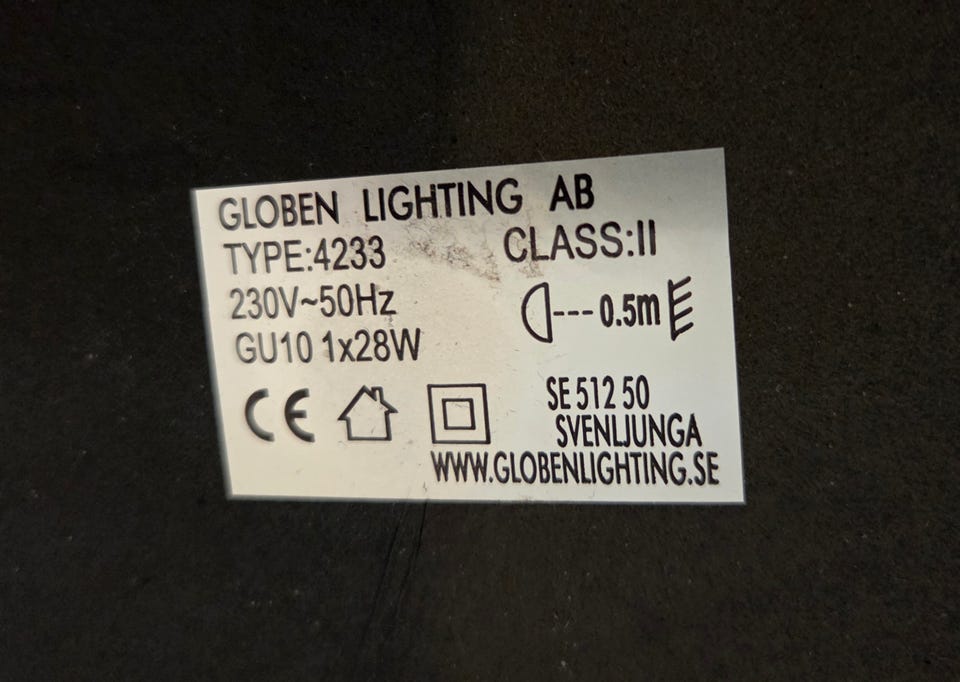 GLOBEN LIGHTING AB
TYPE:4233 CLASS:II
230V~50Hz
0.5m
GU10 1x28W
CE
SE 512 50
SVENLJUNGA
WWW.GLOBENLIGHTING.SE